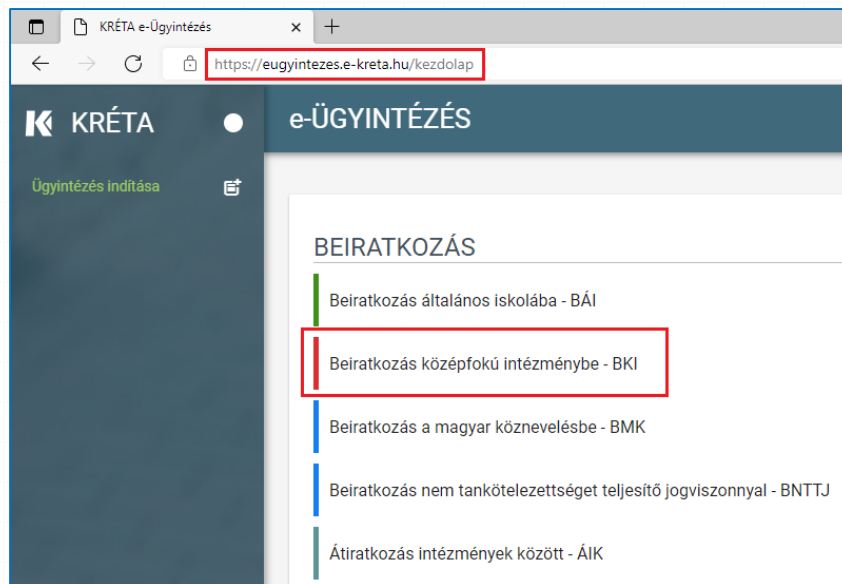 KRÉTA e-Ügyintézés
https://eugyintezes.e-kreta.hu/kezdolap
KRÉTA
e-ÜGYINTÉZÉS
Ügyintézés indítása
BEIRATKOZÁS
Beiratkozás általános iskolába - BÁI
Beiratkozás középfokú intézménybe - BKI
Beiratkozás a magyar köznevelésbe - BMK
Beiratkozás nem tankötelezettséget teljesítő jogviszonnyal - BNTTJ
Átiratkozás intézmények között - ÁIK